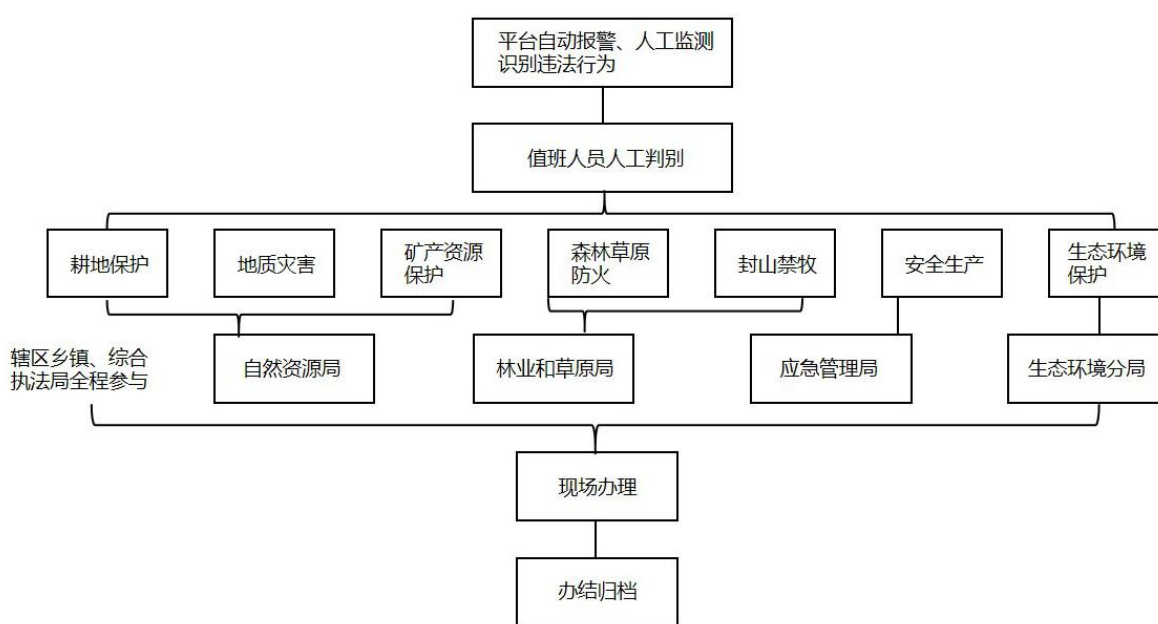 平台自动报警、人工监测
识别违法行为
值班人员人工判别
耕地保护
地质灾害
矿产资源
保护
森林草原
防火
封山禁牧
安全生产
生态环境
保护
辖区乡镇、综合
执法局全程参与
自然资源局
林业和草原局
应急管理局
生态环境分局
现场办理
办结归档